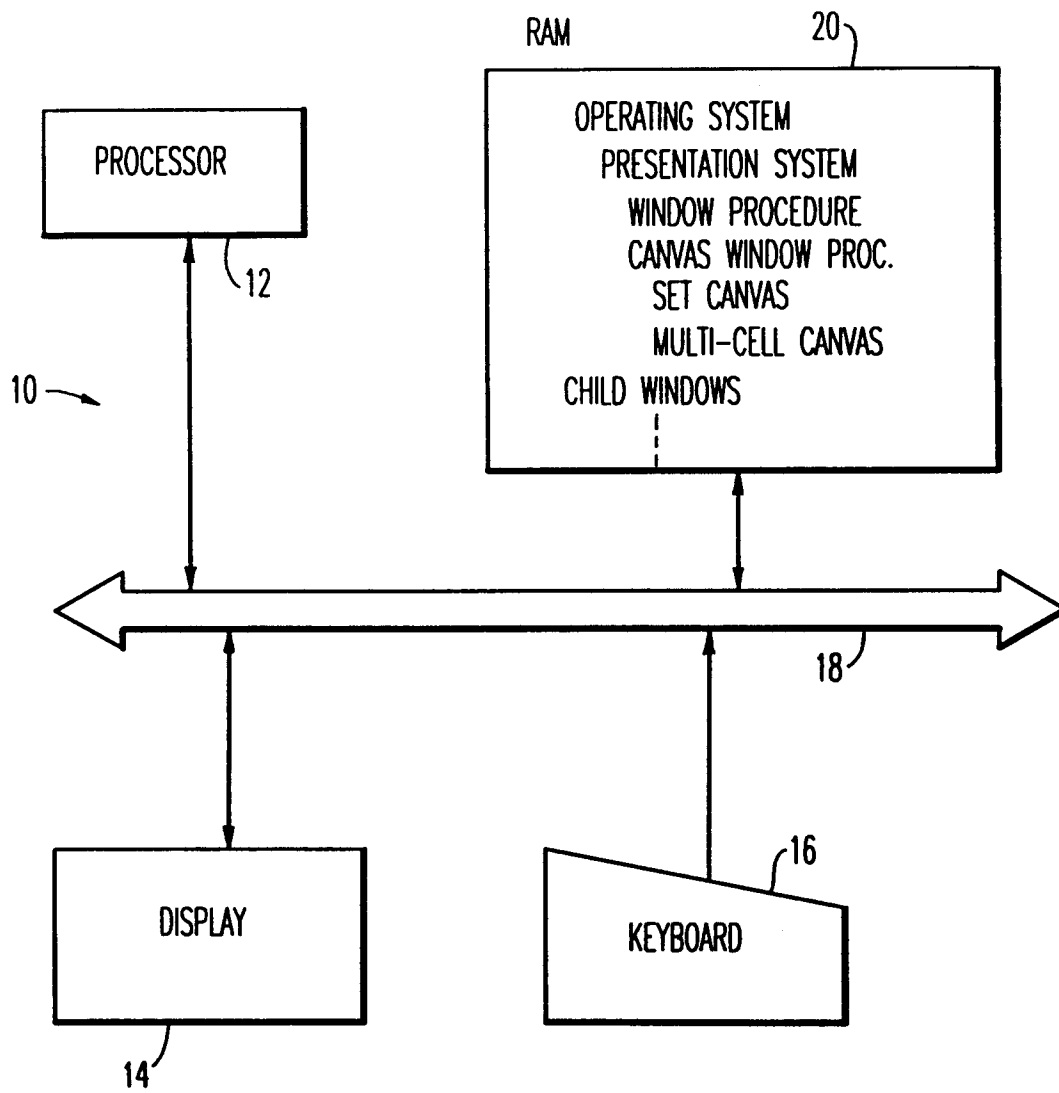 RAM
20
OPERATING SYSTEM
PRESENTATION SYSTEM
WINDOW PROCEDURE
CANVAS WINDOW PROC.
SET CANVAS
MULTI-CELL CANVAS
CHILD WINDOWS
PROCESSOR
12
10
18
DISPLAY
14
16
KEYBOARD